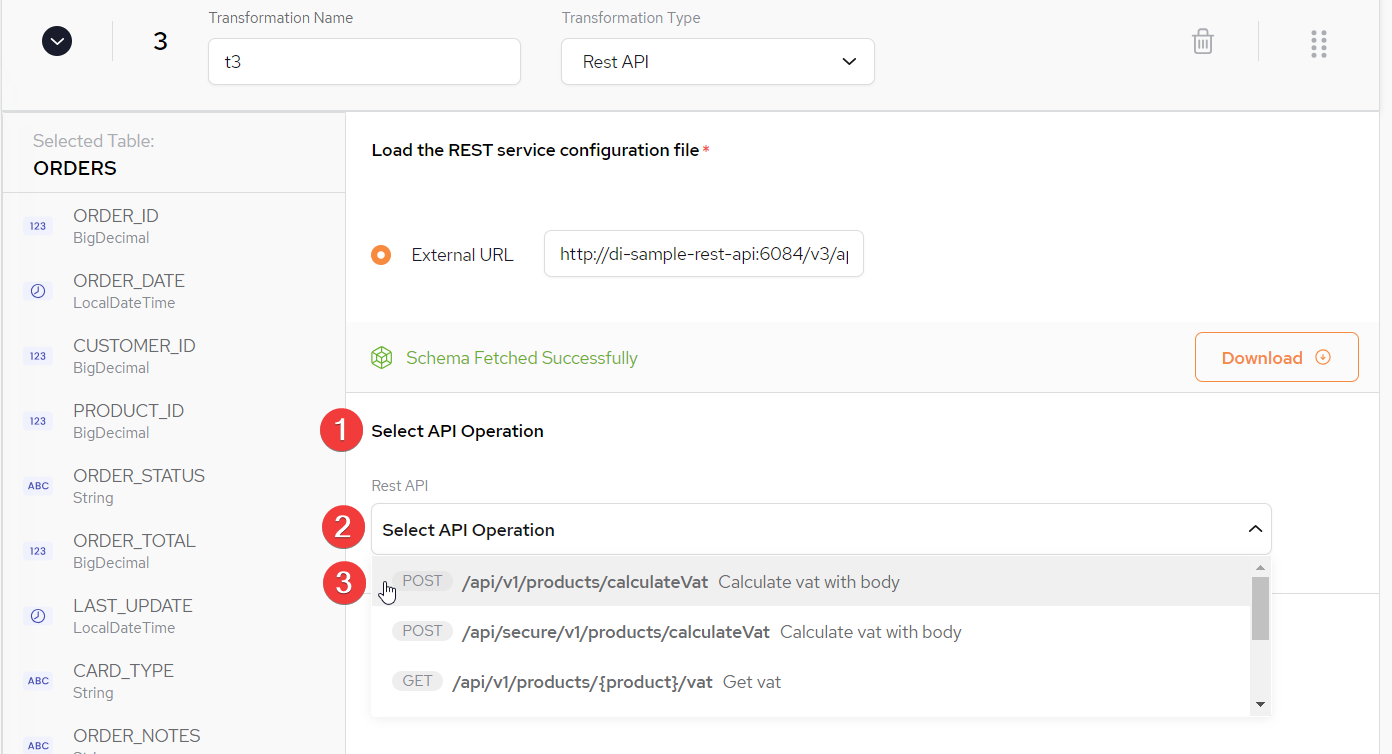 Transformation Name
Transformation Type
3
t3
Rest API
Selected Table:
ORDERS
123
ORDER_ID
BigDecimal
ORDER_DATE
LocalDateTime
123
CUSTOMER_ID
BigDecimal
123
PRODUCT_ID
BigDecimal
ABC
ORDER_STATUS
String
123
ORDER_TOTAL
BigDecimal
LAST_UPDATE
LocalDateTime
ABC
CARD_TYPE
String
ABC
ORDER_NOTES
Load the REST service configuration file*
External URL
http://di-sample-rest-api:6084/v3/ap
Schema Fetched Successfully
Download
1
Select API Operation
Rest API
2
Select API Operation
3
POST /api/v1/products/calculateVat Calculate vat with body
POST /api/secure/v1/products/calculateVat Calculate vat with body
GET /api/v1/products/{product}/vat Get vat